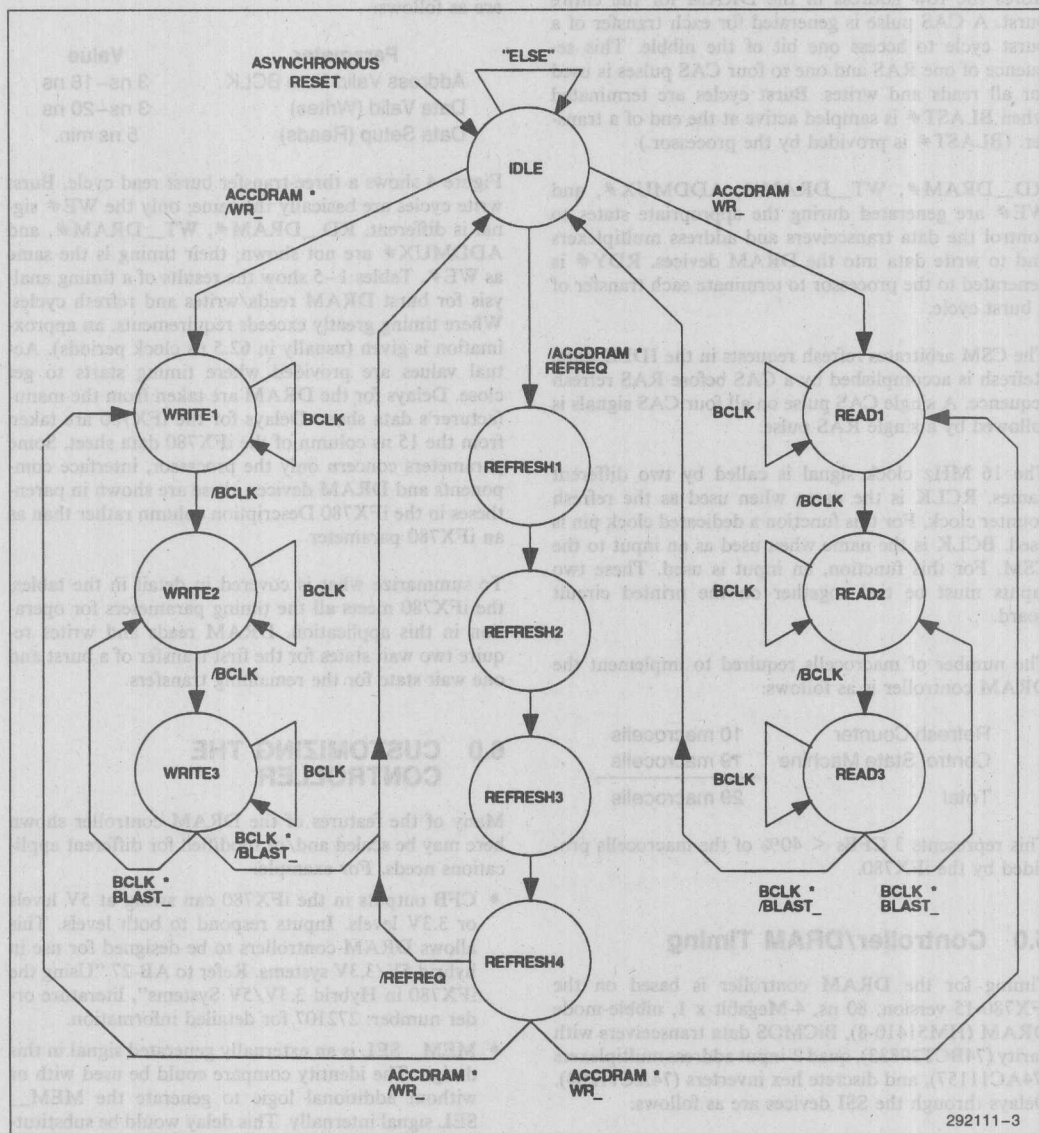 ASYNCHRONOUS
RESET
"ELSE"
IDLE
ACCDRAM *
/WR_
ACCDRAM *
WR_
/ACCDRAM *
REFREQ
WRITE1
BCLK
REFRESH1
BCLK
READ1
/BCLK
/BCLK
WRITE2
BCLK
REFRESH2
BCLK
READ2
/BCLK
/BCLK
WRITE3
BCLK
REFRESH3
BCLK
READ3
BCLK *
/BLAST_
BCLK *
BLAST_
BCLK *
/BLAST_
BCLK *
BLAST_
/REFREQ
REFRESH4
ACCDRAM *
/WR_
ACCDRAM *
WR_
292111-3